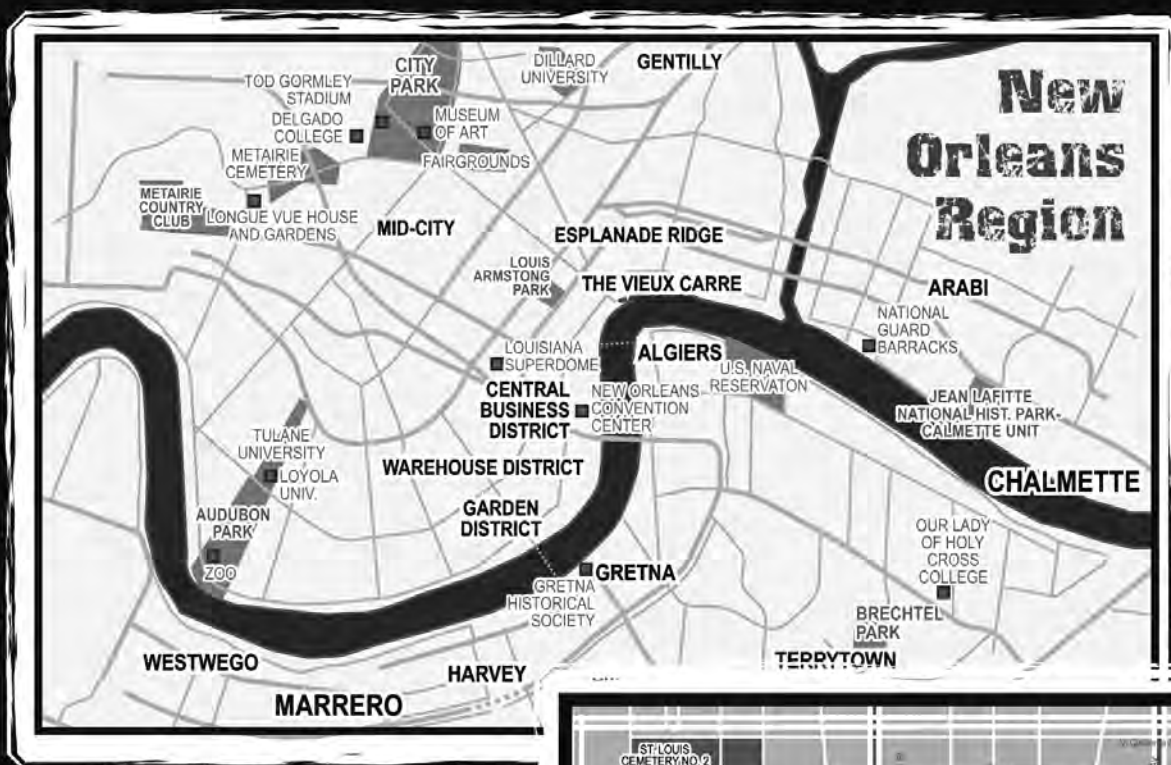 New
Orleans
Region
CITY
PARK
DILLARD
UNIVERSITY
GENTILLY
TOD GORMLEY
STADIUM
DELGADO
COLLEGE
MUSEUM
OF ART
METAIRIE
CEMETERY
FAIRGROUNDS
METAIRIE
COUNTRY
CLUB
LONGUE VUE HOUSE
AND GARDENS
MID-CITY
ESPLANADE RIDGE
LOUIS
ARMSTONG
PARK
THE VIEUX CARRE
ARABI
NATIONAL
GUARD
BARRACKS
LOUISIANA
SUPERDOME
ALGIERS
U.S. NAVAL
RESERVATON
CENTRAL
BUSINESS
DISTRICT
NEW ORLEANS
CONVENTION
CENTER
JEAN LAFITTE
NATIONAL HIST. PARK-
CALMETTE UNIT
TULANE
UNIVERSITY
LOYOLA
UNIV.
WAREHOUSE DISTRICT
CHALMETTE
GARDEN
DISTRICT
AUDUBON
PARK
ZOO
OUR LADY
OF HOLY
CROSS
COLLEGE
GRETNA
GRETNA
HISTORICAL
SOCIETY
BRECHTEL
PARK
WESTWEGO
HARVEY
TERRYTOWN
MARRERO
ST. LOUIS
CEMETERY NO. 2